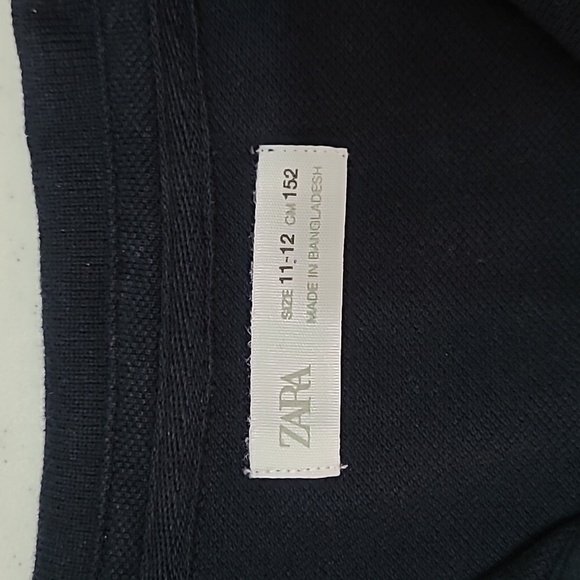 ZARA
SIZE 11-12 CM 152
MADE IN BANGLADESH